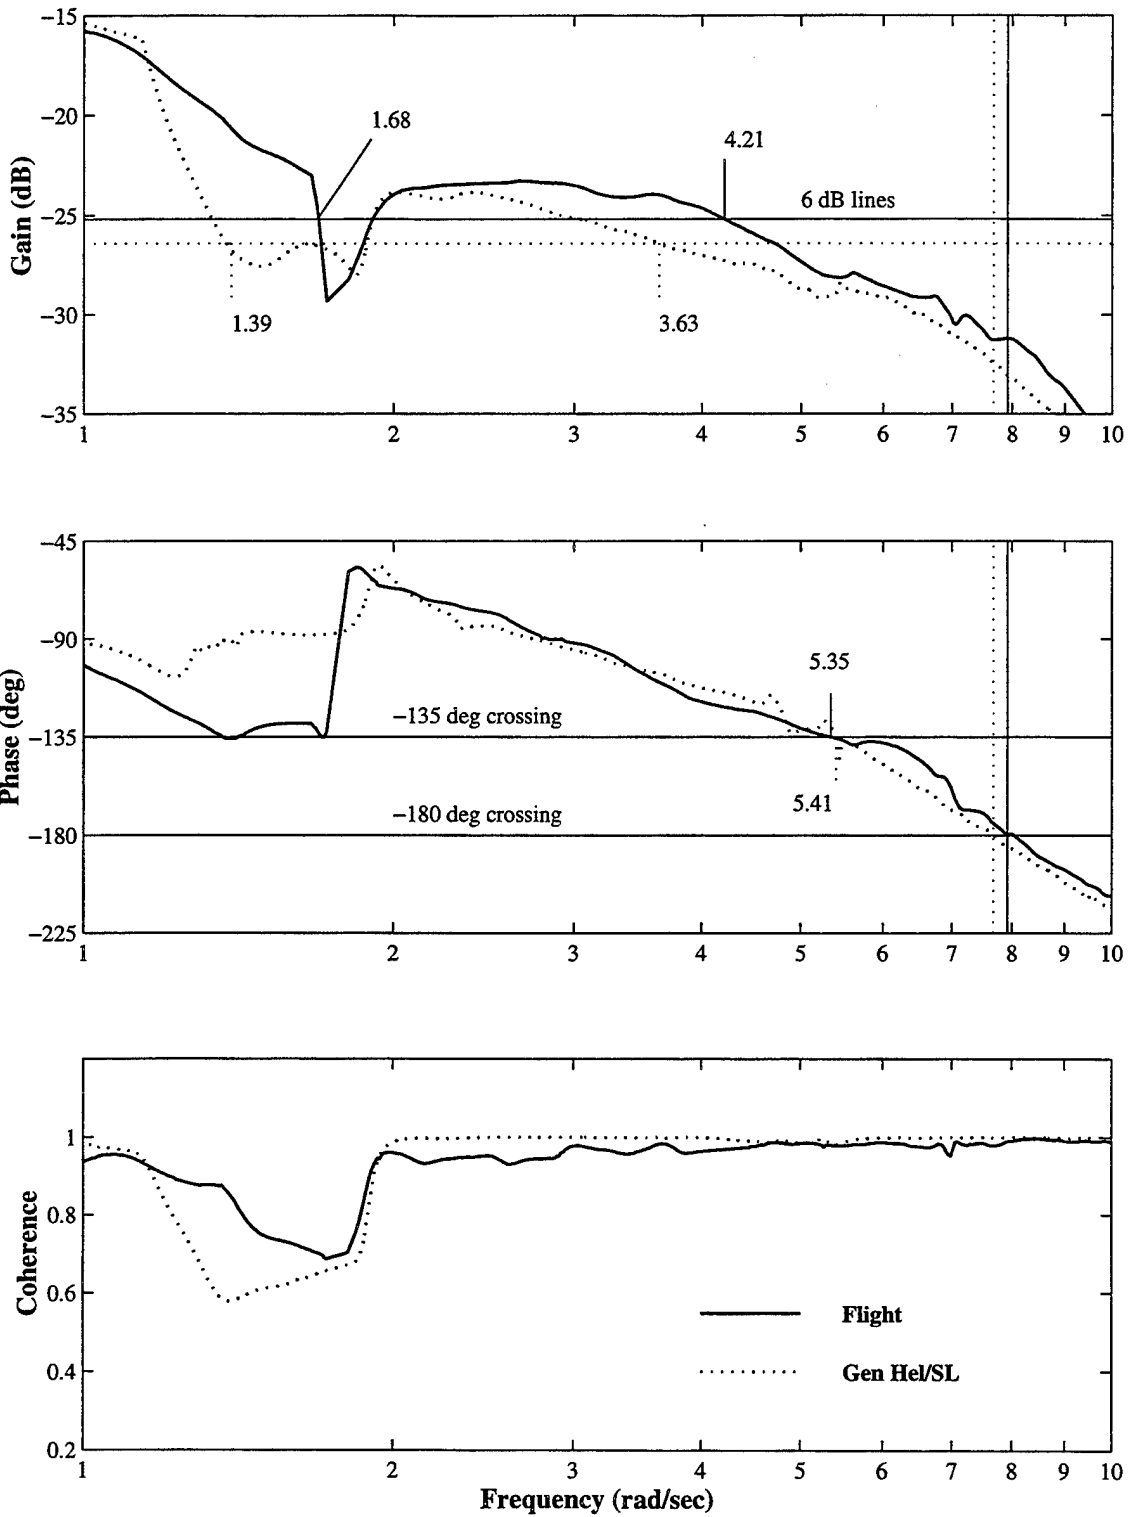 −15
−20
−25
−30
−35
Gain (dB)
1.68
4.21
6 dB lines
1.39
3.63
1 2 3 4 5 6 7 8 9 10
−45
−90
−135
−180
−225
Phase (deg)
5.35
−135 deg crossing
5.41
−180 deg crossing
1 2 3 4 5 6 7 8 9 10
1
0.8
0.6
0.4
0.2
Coherence
Flight
Gen Hel/SL
1 2 3 4 5 6 7 8 9 10
Frequency (rad/sec)